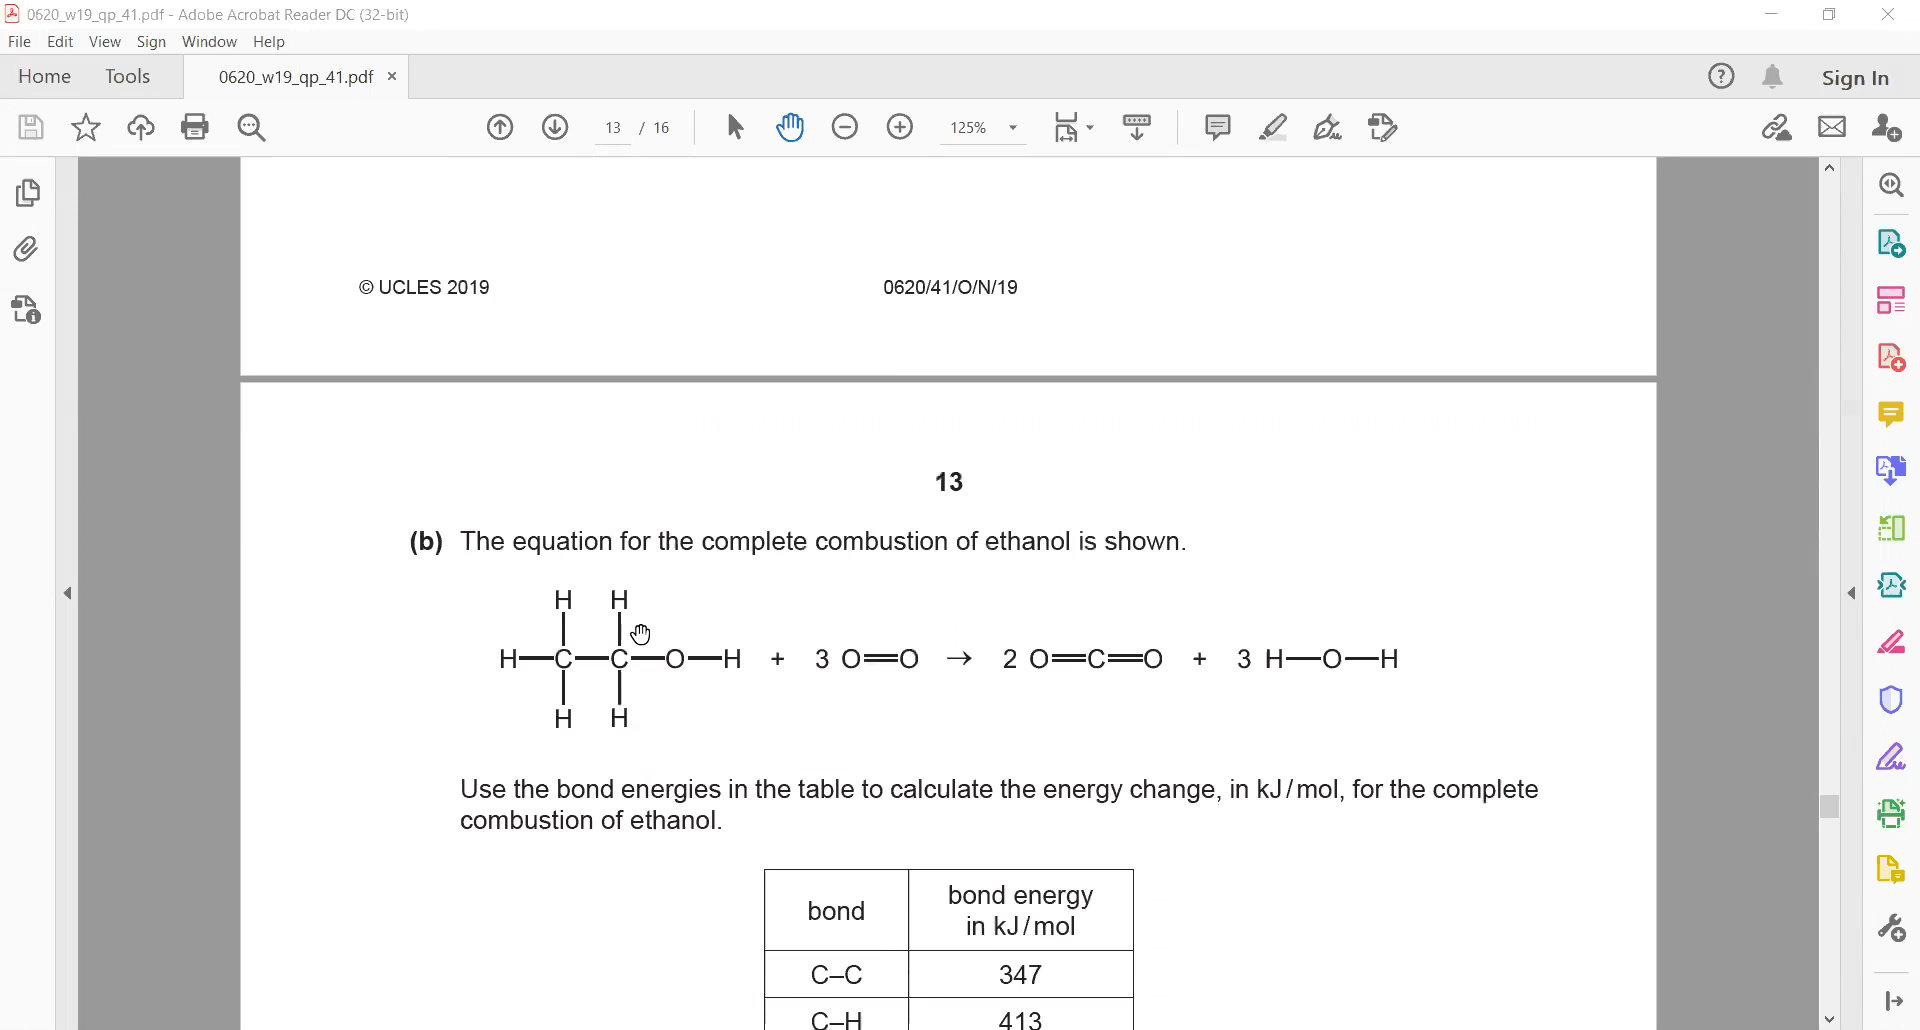 0620_w19_qp_41.pdf - Adobe Acrobat Reader DC (32-bit)
File Edit View Sign Window Help
Home Tools 0620_w19_qp_41.pdf × Sign In
13 / 16 125%
© UCLES 2019 0620/41/O/N/19
13
(b) The equation for the complete combustion of ethanol is shown.
H H
H—C—C—O—H + 3 O=O → 2 O=C=O + 3 H—O—H
H H
Use the bond energies in the table to calculate the energy change, in kJ/mol, for the complete
combustion of ethanol.
bond bond energy
in kJ/mol
C–C 347
C–H 413